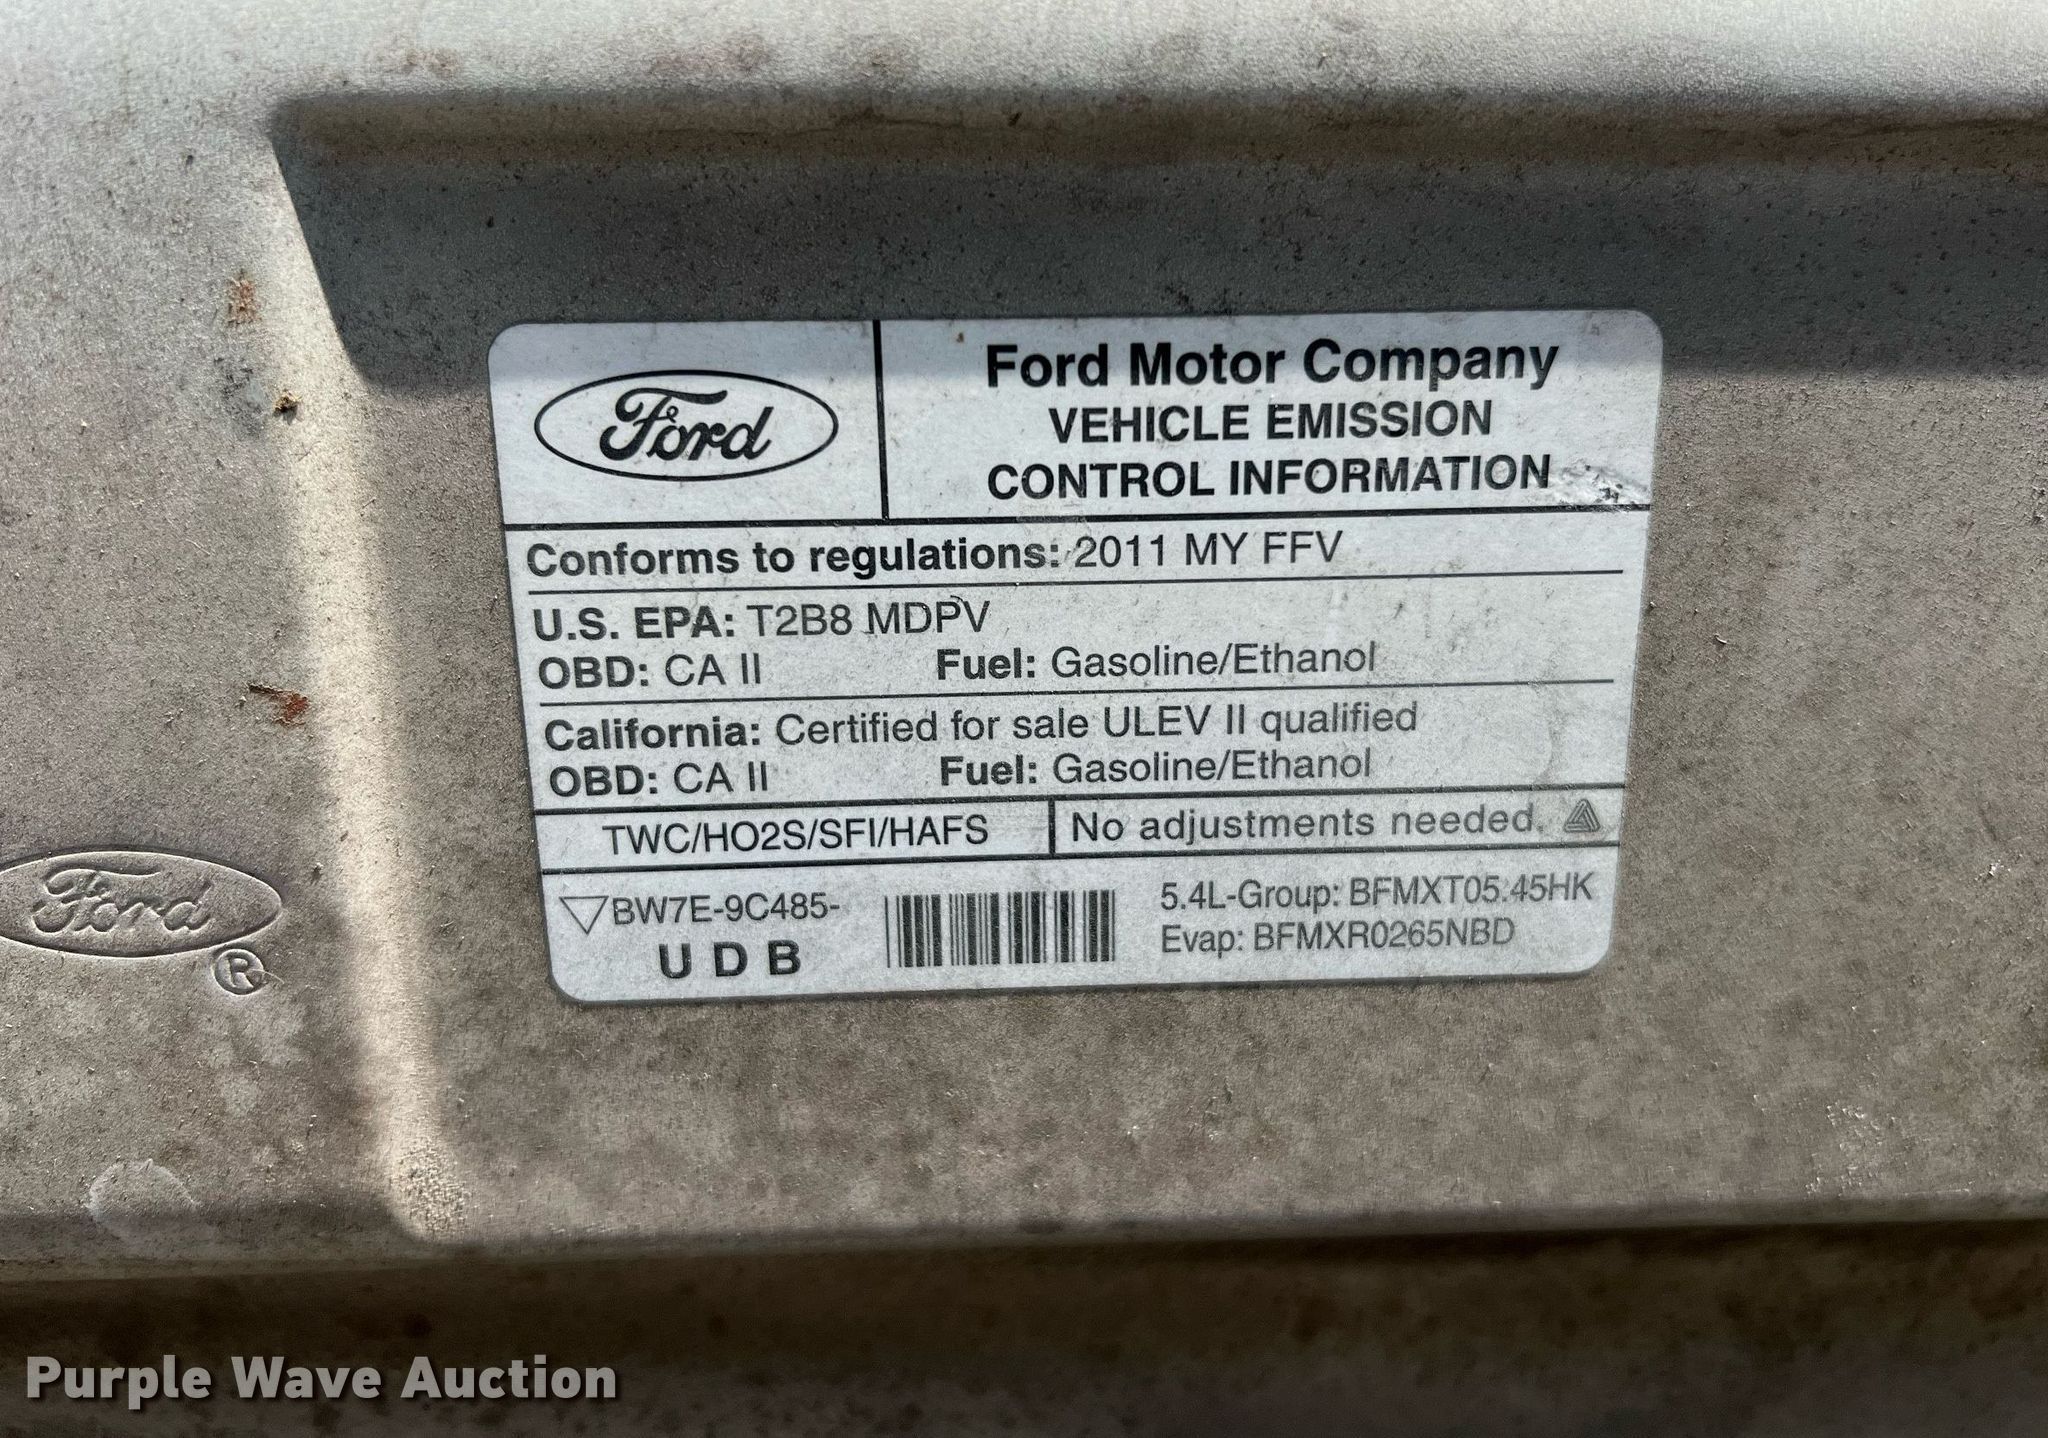 Ford
Ford Motor Company
VEHICLE EMISSION
CONTROL INFORMATION
Conforms to regulations: 2011 MY FFV
U.S. EPA: T2B8 MDPV
OBD: CA II Fuel: Gasoline/Ethanol
California: Certified for sale ULEV II qualified
OBD: CA II Fuel: Gasoline/Ethanol
TWC/HO2S/SFI/HAFS No adjustments needed.
BW7E-9C485-
U D B
5.4L-Group: BFMXT05.45HK
Evap: BFMXR0265NBD
Ford
®
Purple Wave Auction